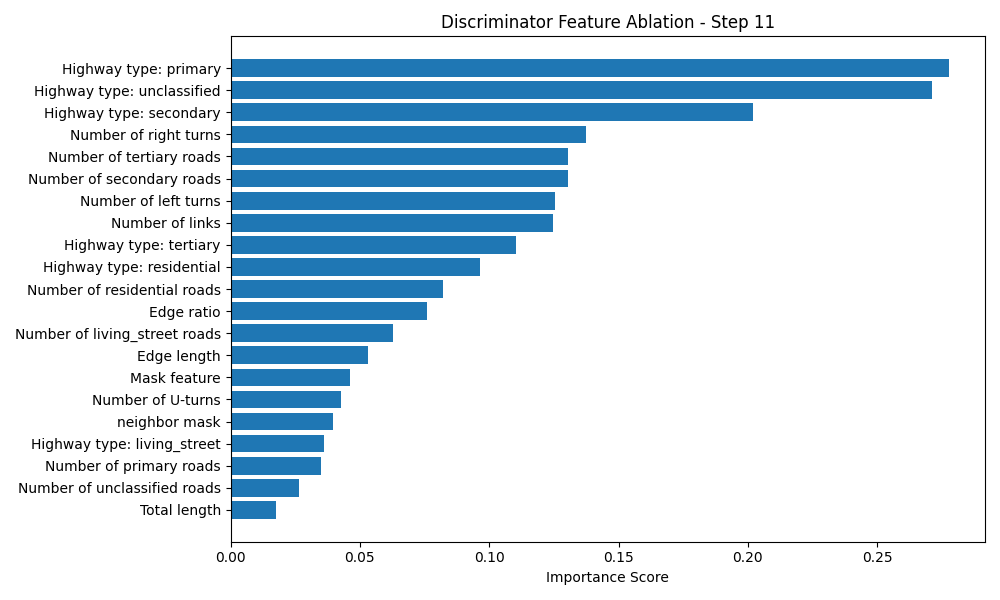 Discriminator Feature Ablation - Step 11
Highway type: primary
Highway type: unclassified
Highway type: secondary
Number of right turns
Number of tertiary roads
Number of secondary roads
Number of left turns
Number of links
Highway type: tertiary
Highway type: residential
Number of residential roads
Edge ratio
Number of living_street roads
Edge length
Mask feature
Number of U-turns
neighbor mask
Highway type: living_street
Number of primary roads
Number of unclassified roads
Total length
0.00 0.05 0.10 0.15 0.20 0.25
Importance Score